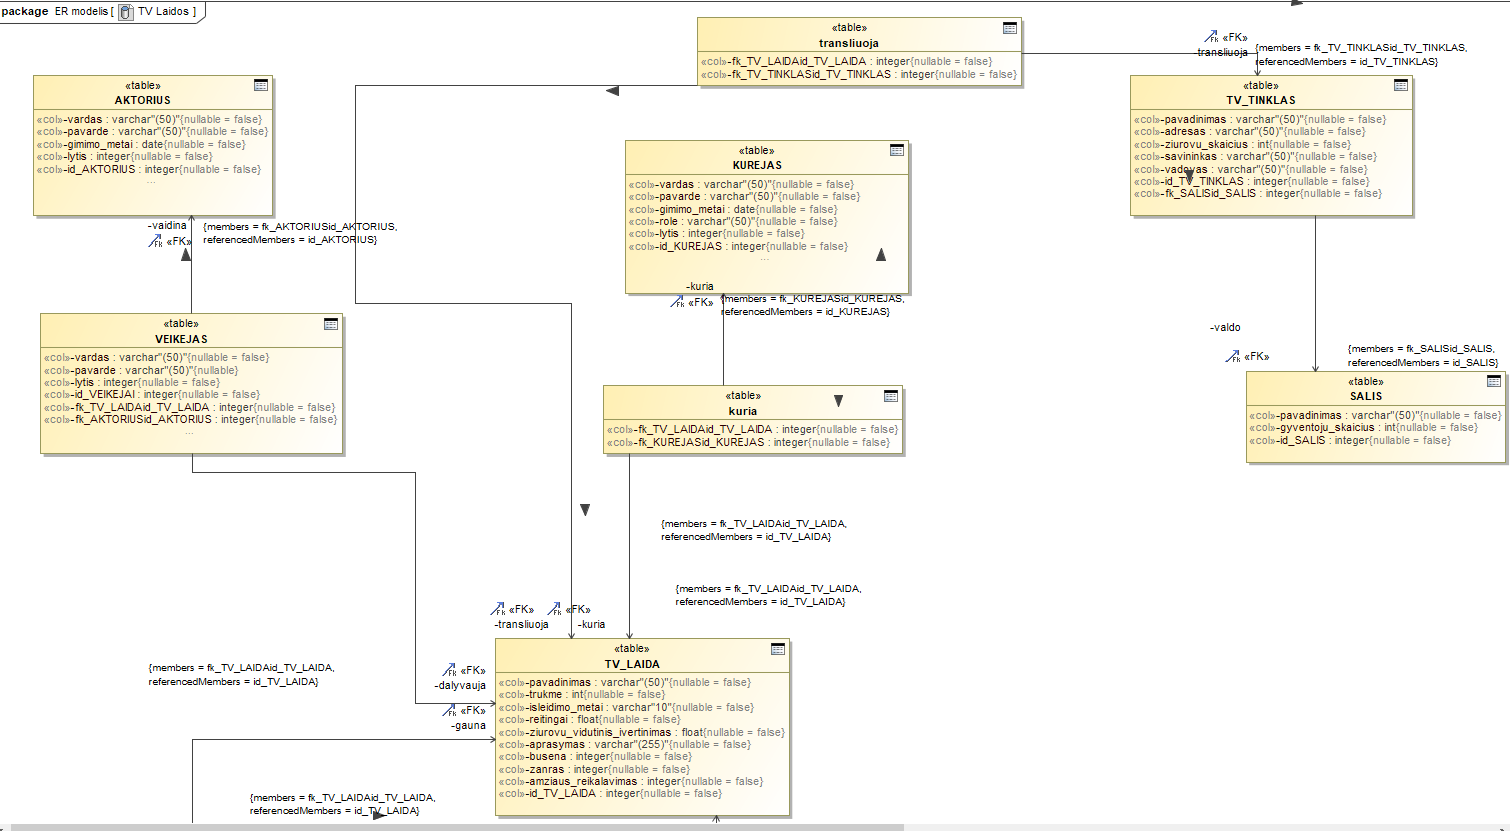 package ER modelis [ TV Laidos ]
«table»
transliuoja
«col»-fk_TV_LAIDAid_TV_LAIDA : integer{nullable = false}
«col»-fk_TV_TINKLASid_TV_TINKLAS : integer{nullable = false}
«FK»
-transliuoja
{members = fk_TV_TINKLASid_TV_TINKLAS,
referencedMembers = id_TV_TINKLAS}
«table»
AKTORIUS
«col»-vardas : varchar"(50)"{nullable = false}
«col»-pavarde : varchar"(50)"{nullable = false}
«col»-gimimo_metai : date{nullable = false}
«col»-lytis : integer{nullable = false}
«col»-id_AKTORIUS : integer{nullable = false}
...
«table»
TV_TINKLAS
«col»-pavadinimas : varchar"(50)"{nullable = false}
«col»-adresas : varchar"(50)"{nullable = false}
«col»-ziurovu_skaicius : int{nullable = false}
«col»-savininkas : varchar"(50)"{nullable = false}
«col»-vadovas : varchar"(50)"{nullable = false}
«col»-id_TV_TINKLAS : integer{nullable = false}
«col»-fk_SALISid_SALIS : integer{nullable = false}
«table»
KUREJAS
«col»-vardas : varchar"(50)"{nullable = false}
«col»-pavarde : varchar"(50)"{nullable = false}
«col»-gimimo_metai : date{nullable = false}
«col»-role : varchar"(50)"{nullable = false}
«col»-lytis : integer{nullable = false}
«col»-id_KUREJAS : integer{nullable = false}
...
-vaidina
«FK»
{members = fk_AKTORIUSid_AKTORIUS,
referencedMembers = id_AKTORIUS}
-kuria
«FK»
{members = fk_KUREJASid_KUREJAS,
referencedMembers = id_KUREJAS}
«table»
VEIKEJAS
«col»-vardas : varchar"(50)"{nullable = false}
«col»-pavarde : varchar"(50)"{nullable}
«col»-lytis : integer{nullable = false}
«col»-id_VEIKEJAI : integer{nullable = false}
«col»-fk_TV_LAIDAid_TV_LAIDA : integer{nullable = false}
«col»-fk_AKTORIUSid_AKTORIUS : integer{nullable = false}
...
-valdo
«FK»
{members = fk_SALISid_SALIS,
referencedMembers = id_SALIS}
«table»
SALIS
«col»-pavadinimas : varchar"(50)"{nullable = false}
«col»-gyventoju_skaicius : int{nullable = false}
«col»-id_SALIS : integer{nullable = false}
«table»
kuria
«col»-fk_TV_LAIDAid_TV_LAIDA : integer{nullable = false}
«col»-fk_KUREJASid_KUREJAS : integer{nullable = false}
{members = fk_TV_LAIDAid_TV_LAIDA,
referencedMembers = id_TV_LAIDA}
{members = fk_TV_LAIDAid_TV_LAIDA,
referencedMembers = id_TV_LAIDA}
«FK» «FK»
-transliuoja -kuria
«table»
TV_LAIDA
«col»-pavadinimas : varchar"(50)"{nullable = false}
«col»-trukme : int{nullable = false}
«col»-isleidimo_metai : varchar"10"{nullable = false}
«col»-reitingai : float{nullable = false}
«col»-ziurovu_vidutinis_ivertinimas : float{nullable = false}
«col»-aprasymas : varchar"(255)"{nullable = false}
«col»-busena : integer{nullable = false}
«col»-zanras : integer{nullable = false}
«col»-amziaus_reikalavimas : integer{nullable = false}
«col»-id_TV_LAIDA : integer{nullable = false}
{members = fk_TV_LAIDAid_TV_LAIDA,
referencedMembers = id_TV_LAIDA}
«FK»
-dalyvauja
«FK»
-gauna
{members = fk_TV_LAIDAid_TV_LAIDA,
referencedMembers = id_TV_LAIDA}